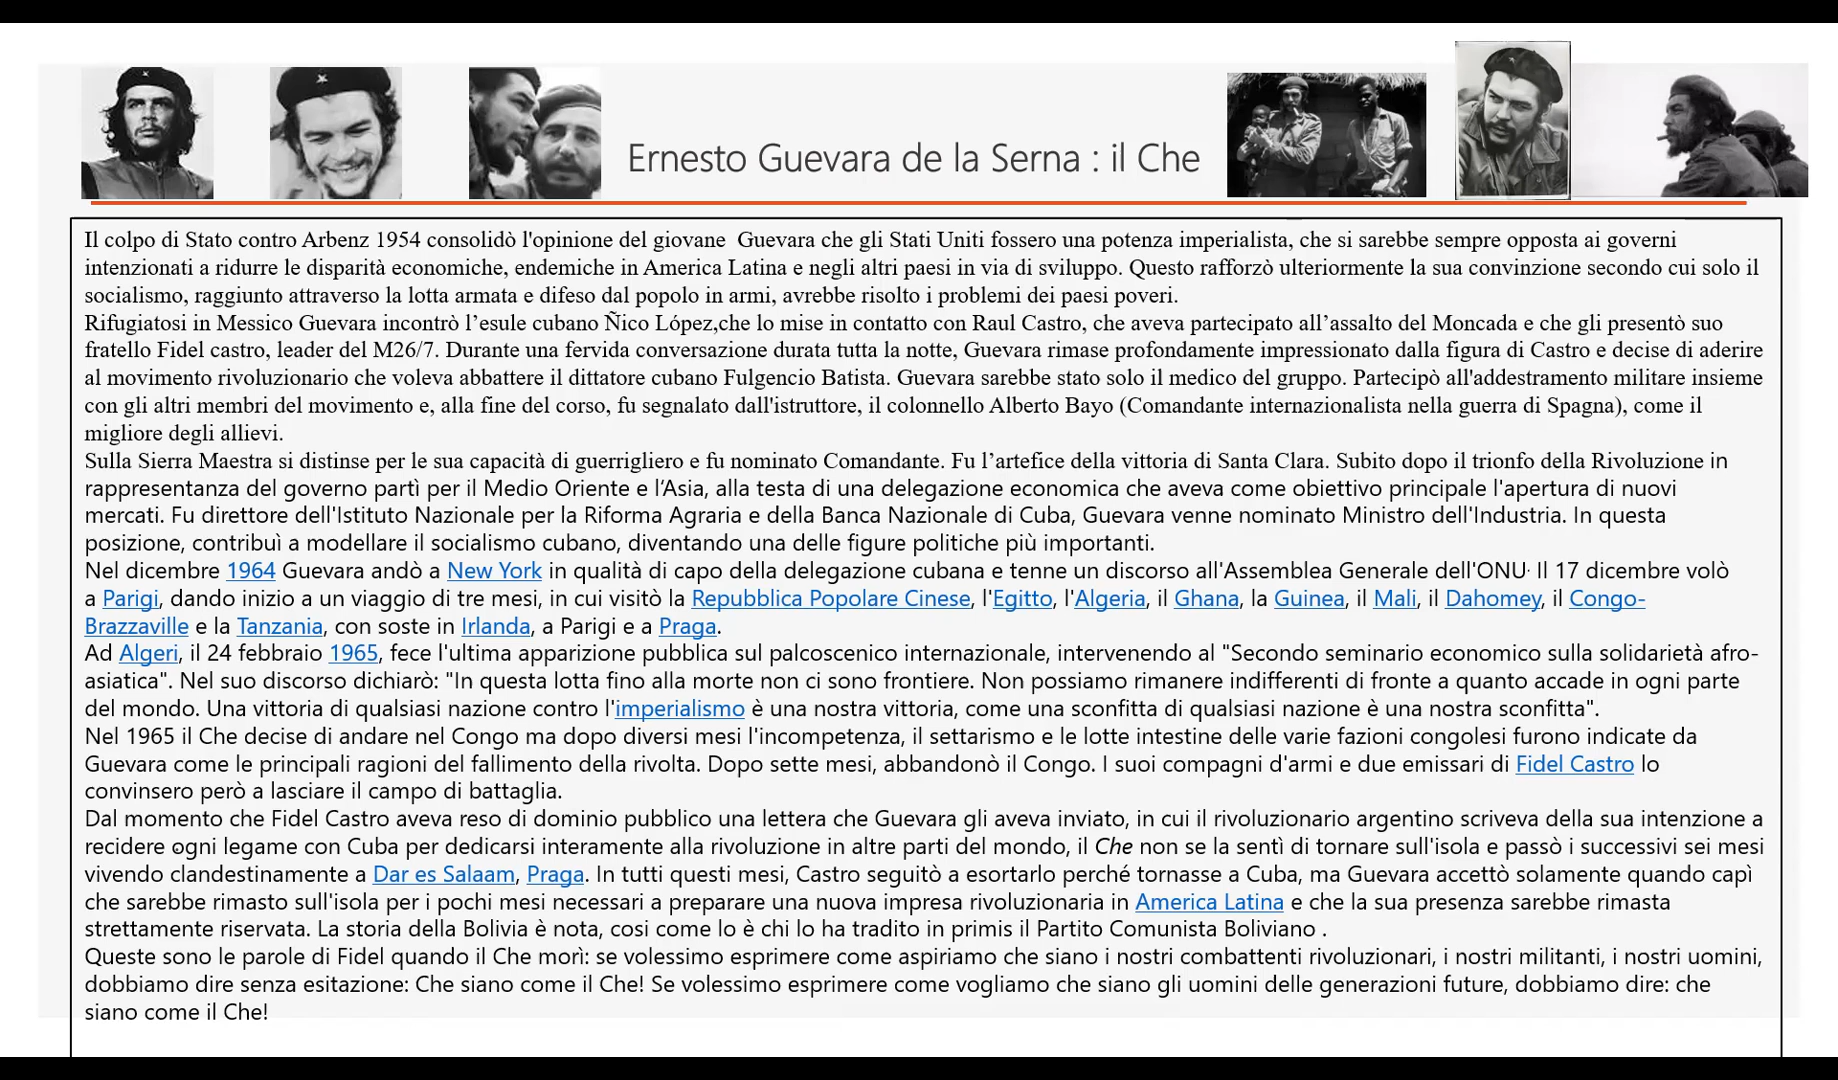 Ernesto Guevara de la Serna : il Che
Il colpo di Stato contro Arbenz 1954 consolidò l'opinione del giovane  Guevara che gli Stati Uniti fossero una potenza imperialista, che si sarebbe sempre opposta ai governi
intenzionati a ridurre le disparità economiche, endemiche in America Latina e negli altri paesi in via di sviluppo. Questo rafforzò ulteriormente la sua convinzione secondo cui solo il
socialismo, raggiunto attraverso la lotta armata e difeso dal popolo in armi, avrebbe risolto i problemi dei paesi poveri.
Rifugiatosi in Messico Guevara incontrò l’esule cubano Ñico López,che lo mise in contatto con Raul Castro, che aveva partecipato all’assalto del Moncada e che gli presentò suo
fratello Fidel castro, leader del M26/7. Durante una fervida conversazione durata tutta la notte, Guevara rimase profondamente impressionato dalla figura di Castro e decise di aderire
al movimento rivoluzionario che voleva abbattere il dittatore cubano Fulgencio Batista. Guevara sarebbe stato solo il medico del gruppo. Partecipò all'addestramento militare insieme
con gli altri membri del movimento e, alla fine del corso, fu segnalato dall'istruttore, il colonnello Alberto Bayo (Comandante internazionalista nella guerra di Spagna), come il
migliore degli allievi.
Sulla Sierra Maestra si distinse per le sua capacità di guerrigliero e fu nominato Comandante. Fu l’artefice della vittoria di Santa Clara. Subito dopo il trionfo della Rivoluzione in
rappresentanza del governo partì per il Medio Oriente e l‘Asia, alla testa di una delegazione economica che aveva come obiettivo principale l'apertura di nuovi
mercati. Fu direttore dell'Istituto Nazionale per la Riforma Agraria e della Banca Nazionale di Cuba, Guevara venne nominato Ministro dell'Industria. In questa
posizione, contribuì a modellare il socialismo cubano, diventando una delle figure politiche più importanti.
Nel dicembre 1964 Guevara andò a New York in qualità di capo della delegazione cubana e tenne un discorso all'Assemblea Generale dell'ONU. Il 17 dicembre volò
a Parigi, dando inizio a un viaggio di tre mesi, in cui visitò la Repubblica Popolare Cinese, l'Egitto, l'Algeria, il Ghana, la Guinea, il Mali, il Dahomey, il Congo-
Brazzaville e la Tanzania, con soste in Irlanda, a Parigi e a Praga.
Ad Algeri, il 24 febbraio 1965, fece l'ultima apparizione pubblica sul palcoscenico internazionale, intervenendo al "Secondo seminario economico sulla solidarietà afro-
asiatica". Nel suo discorso dichiarò: "In questa lotta fino alla morte non ci sono frontiere. Non possiamo rimanere indifferenti di fronte a quanto accade in ogni parte
del mondo. Una vittoria di qualsiasi nazione contro l'imperialismo è una nostra vittoria, come una sconfitta di qualsiasi nazione è una nostra sconfitta".
Nel 1965 il Che decise di andare nel Congo ma dopo diversi mesi l'incompetenza, il settarismo e le lotte intestine delle varie fazioni congolesi furono indicate da
Guevara come le principali ragioni del fallimento della rivolta. Dopo sette mesi, abbandonò il Congo. I suoi compagni d'armi e due emissari di Fidel Castro lo
convinsero però a lasciare il campo di battaglia.
Dal momento che Fidel Castro aveva reso di dominio pubblico una lettera che Guevara gli aveva inviato, in cui il rivoluzionario argentino scriveva della sua intenzione a
recidere ogni legame con Cuba per dedicarsi interamente alla rivoluzione in altre parti del mondo, il Che non se la sentì di tornare sull'isola e passò i successivi sei mesi
vivendo clandestinamente a Dar es Salaam, Praga. In tutti questi mesi, Castro seguitò a esortarlo perché tornasse a Cuba, ma Guevara accettò solamente quando capì
che sarebbe rimasto sull'isola per i pochi mesi necessari a preparare una nuova impresa rivoluzionaria in America Latina e che la sua presenza sarebbe rimasta
strettamente riservata. La storia della Bolivia è nota, cosi come lo è chi lo ha tradito in primis il Partito Comunista Boliviano .
Queste sono le parole di Fidel quando il Che morì: se volessimo esprimere come aspiriamo che siano i nostri combattenti rivoluzionari, i nostri militanti, i nostri uomini,
dobbiamo dire senza esitazione: Che siano come il Che! Se volessimo esprimere come vogliamo che siano gli uomini delle generazioni future, dobbiamo dire: che
siano come il Che!